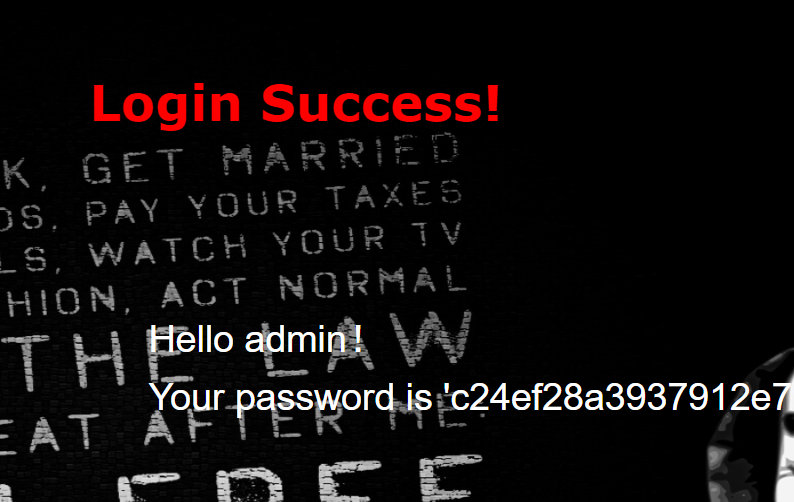 Login Success!
K, GET MARRIED
DS, PAY YOUR TAXES
LS, WATCH YOUR TV
HION, ACT NORMAL
THE LAW
Hello admin!
Your password is 'c24ef28a3937912e7
EAT AFTER ME:
FREE